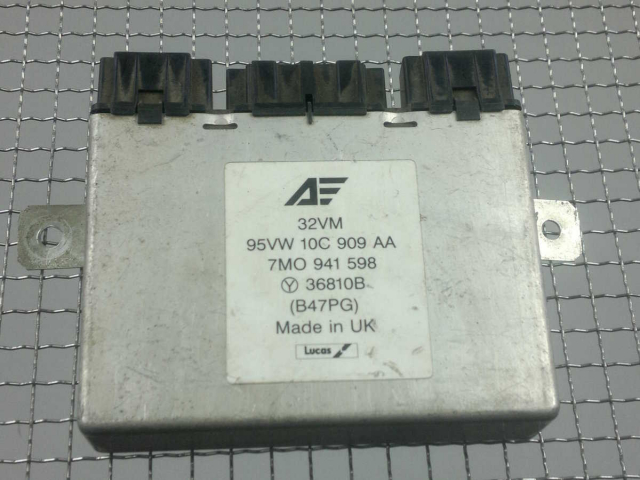 AE
32VM
95VW 10C 909 AA
7MO 941 598
Ⓨ 36810B
(B47PG)
Made in UK
Lucas